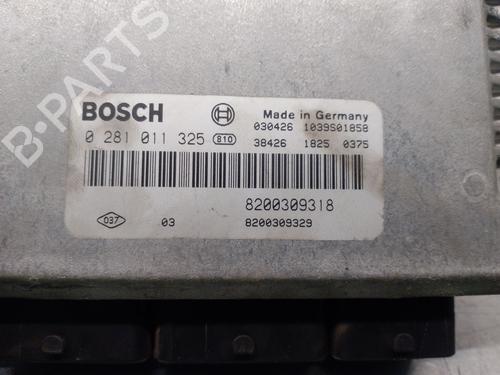 B-PARTS
BOSCH
Made in Germany
030426 1039S01858
0 281 011 325 810
38426 1825 0375
8200309318
037
03
8200309329